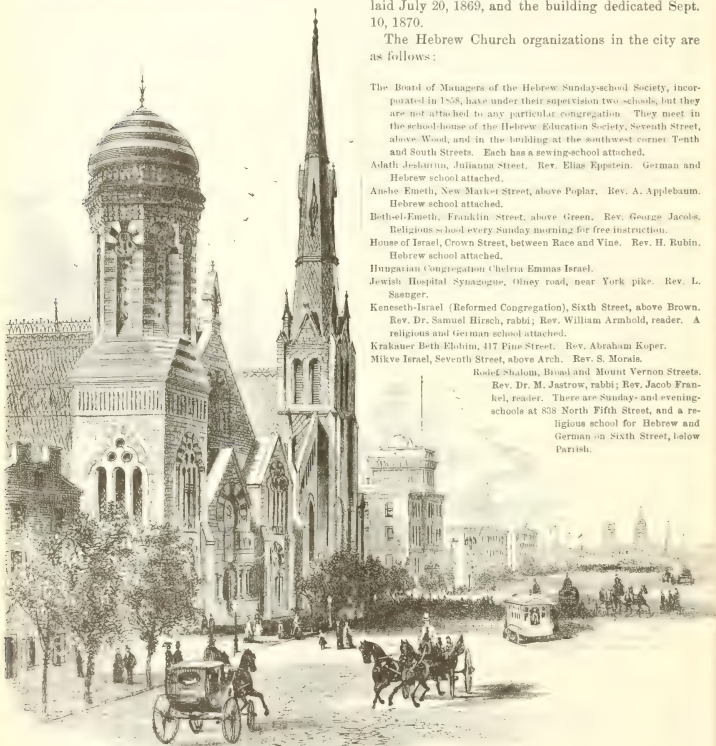 laid July 20, 1869, and the building dedicated Sept.
10, 1870.
The Hebrew Church organizations in the city are
as follows:
The Board of Managers of the Hebrew Sunday-school Society, incor-
porated in 1858, have under their supervision two schools, but they
are not attached to any particular congregation They meet in
the school-house of the Hebrew Education Society, Seventh Street,
above Wood, and in the building at the southwest corner Tenth
and South Streets. Each has a sewing-school attached.
Adath Jeshurun, Julianna Street. Rev. Elias Eppstein. German and
Hebrew school attached.
Anshe Emeth, New Market Street, above Poplar. Rev. A. Applebaum.
Hebrew school attached.
Beth-el-Emeth, Franklin Street, above Green. Rev. George Jacobs.
Religious school every Sunday morning for free instruction.
House of Israel, Crown Street, between Race and Vine. Rev. H. Rubin.
Hebrew school attached.
Hungarian Congregation Emmas Israel.
Jewish Hospital Synagogue, Olney road, near York pike. Rev. L.
Saenger.
Keneseth-Israel (Reformed Congregation), Sixth Street, above Brown.
Rev. Dr. Samuel Hirsch, rabbi; Rev. William Armhold, reader. A
religious and German school attached.
Krakauer Beth Elohim, 417 Pine Street. Rev. Abraham Koper.
Mikve Israel, Seventh Street, above Arch. Rev. S. Morais.
Rodef Shalom, Broad and Mount Vernon Streets.
Rev. Dr. M. Jastrow, rabbi; Rev. Jacob Fran-
kel, reader. There are Sunday- and evening-
schools at 838 North Fifth Street, and a re-
ligious school for Hebrew and
German on Sixth Street, below
Parrish.